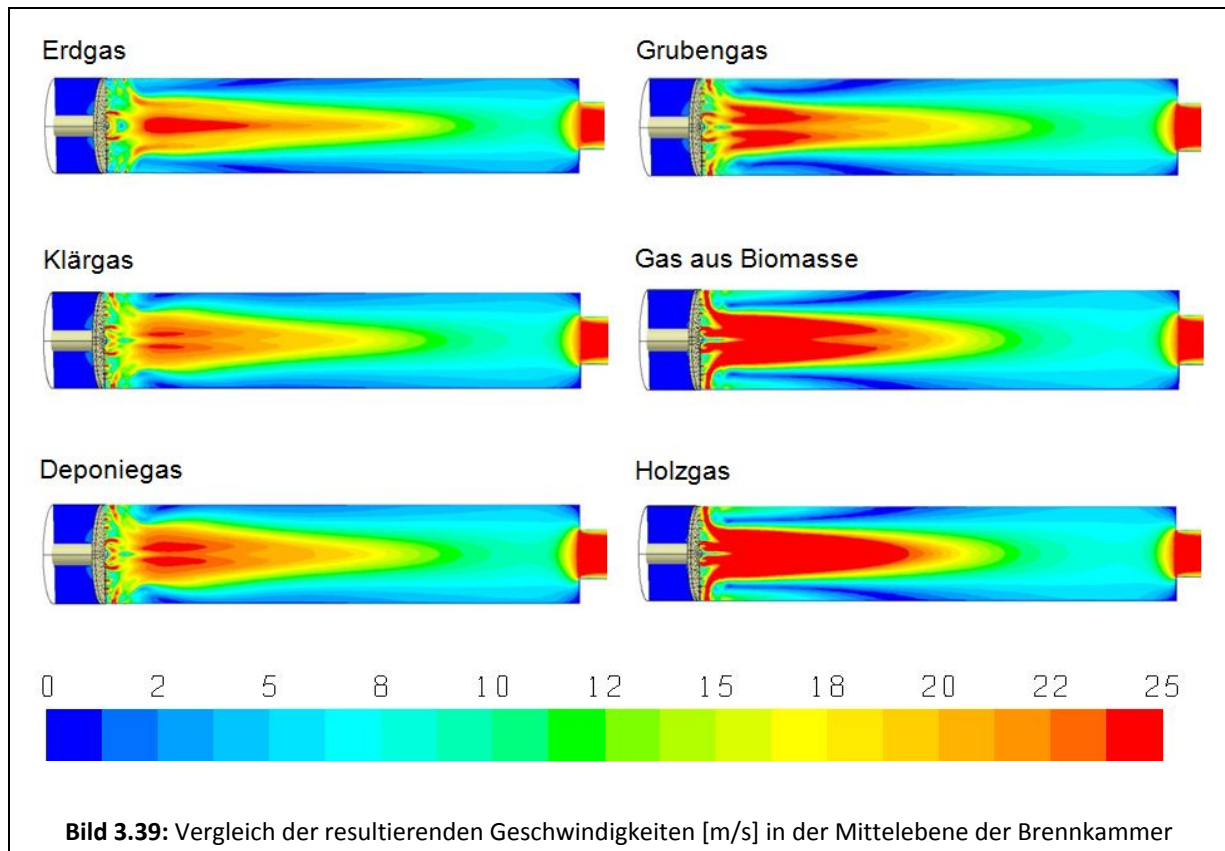 Erdgas
Grubengas
Klärgas
Gas aus Biomasse
Deponiegas
Holzgas
0 2 5 8 10 12 15 18 20 22 25
Bild 3.39: Vergleich der resultierenden Geschwindigkeiten [m/s] in der Mittelebene der Brennkammer